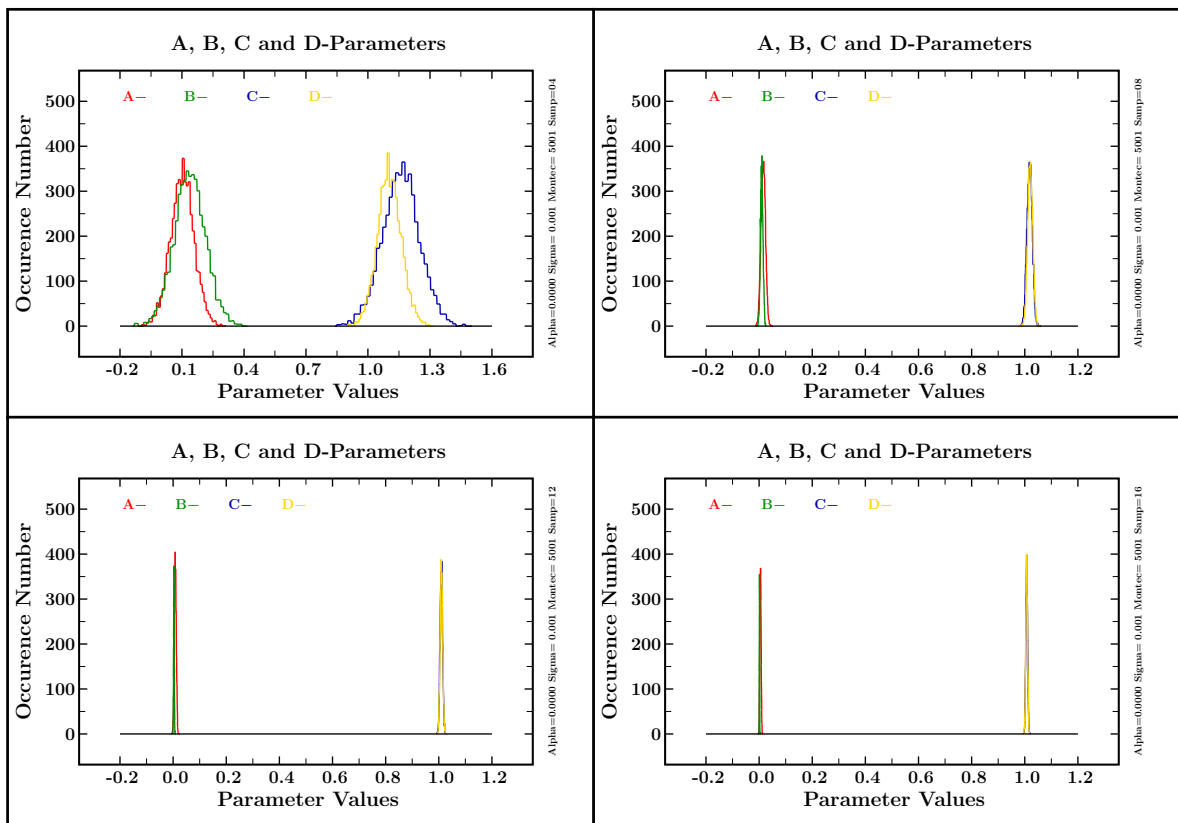 A, B, C and D-Parameters
A— B— C— D—
Occurence Number
500
400
300
200
100
0
-0.2 0.1 0.4 0.7 1.0 1.3 1.6
Parameter Values
Alpha=0.0000 Sigma= 0.001 Montec= 5001 Samp=04
A, B, C and D-Parameters
A— B— C— D—
Occurence Number
500
400
300
200
100
0
-0.2 0.0 0.2 0.4 0.6 0.8 1.0 1.2
Parameter Values
Alpha=0.0000 Sigma= 0.001 Montec= 5001 Samp=08
A, B, C and D-Parameters
A— B— C— D—
Occurence Number
500
400
300
200
100
0
-0.2 0.0 0.2 0.4 0.6 0.8 1.0 1.2
Parameter Values
Alpha=0.0000 Sigma= 0.001 Montec= 5001 Samp=12
A, B, C and D-Parameters
A— B— C— D—
Occurence Number
500
400
300
200
100
0
-0.2 0.0 0.2 0.4 0.6 0.8 1.0 1.2
Parameter Values
Alpha=0.0000 Sigma= 0.001 Montec= 5001 Samp=16